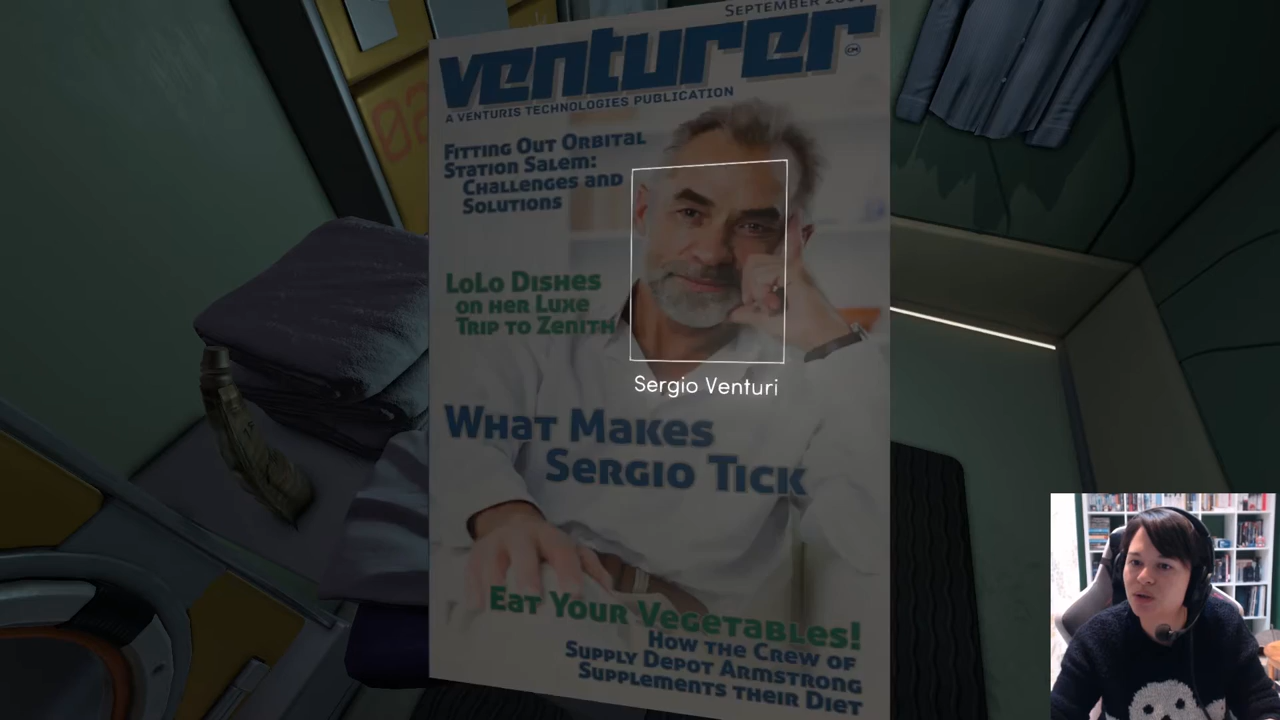 SEPTEMBER
venturer
A VENTURIS TECHNOLOGIES PUBLICATION
FITTING OUT ORBITAL
STATION SALEM:
CHALLENGES AND
SOLUTIONS
LOLO DISHES
ON HER LUXE
TRIP TO ZENITH
Sergio Venturi
WHAT MAKES
SERGIO TICK
EAT YOUR VEGETABLES!
HOW THE CREW OF
SUPPLY DEPOT ARMSTRONG
SUPPLEMENTS THEIR DIET